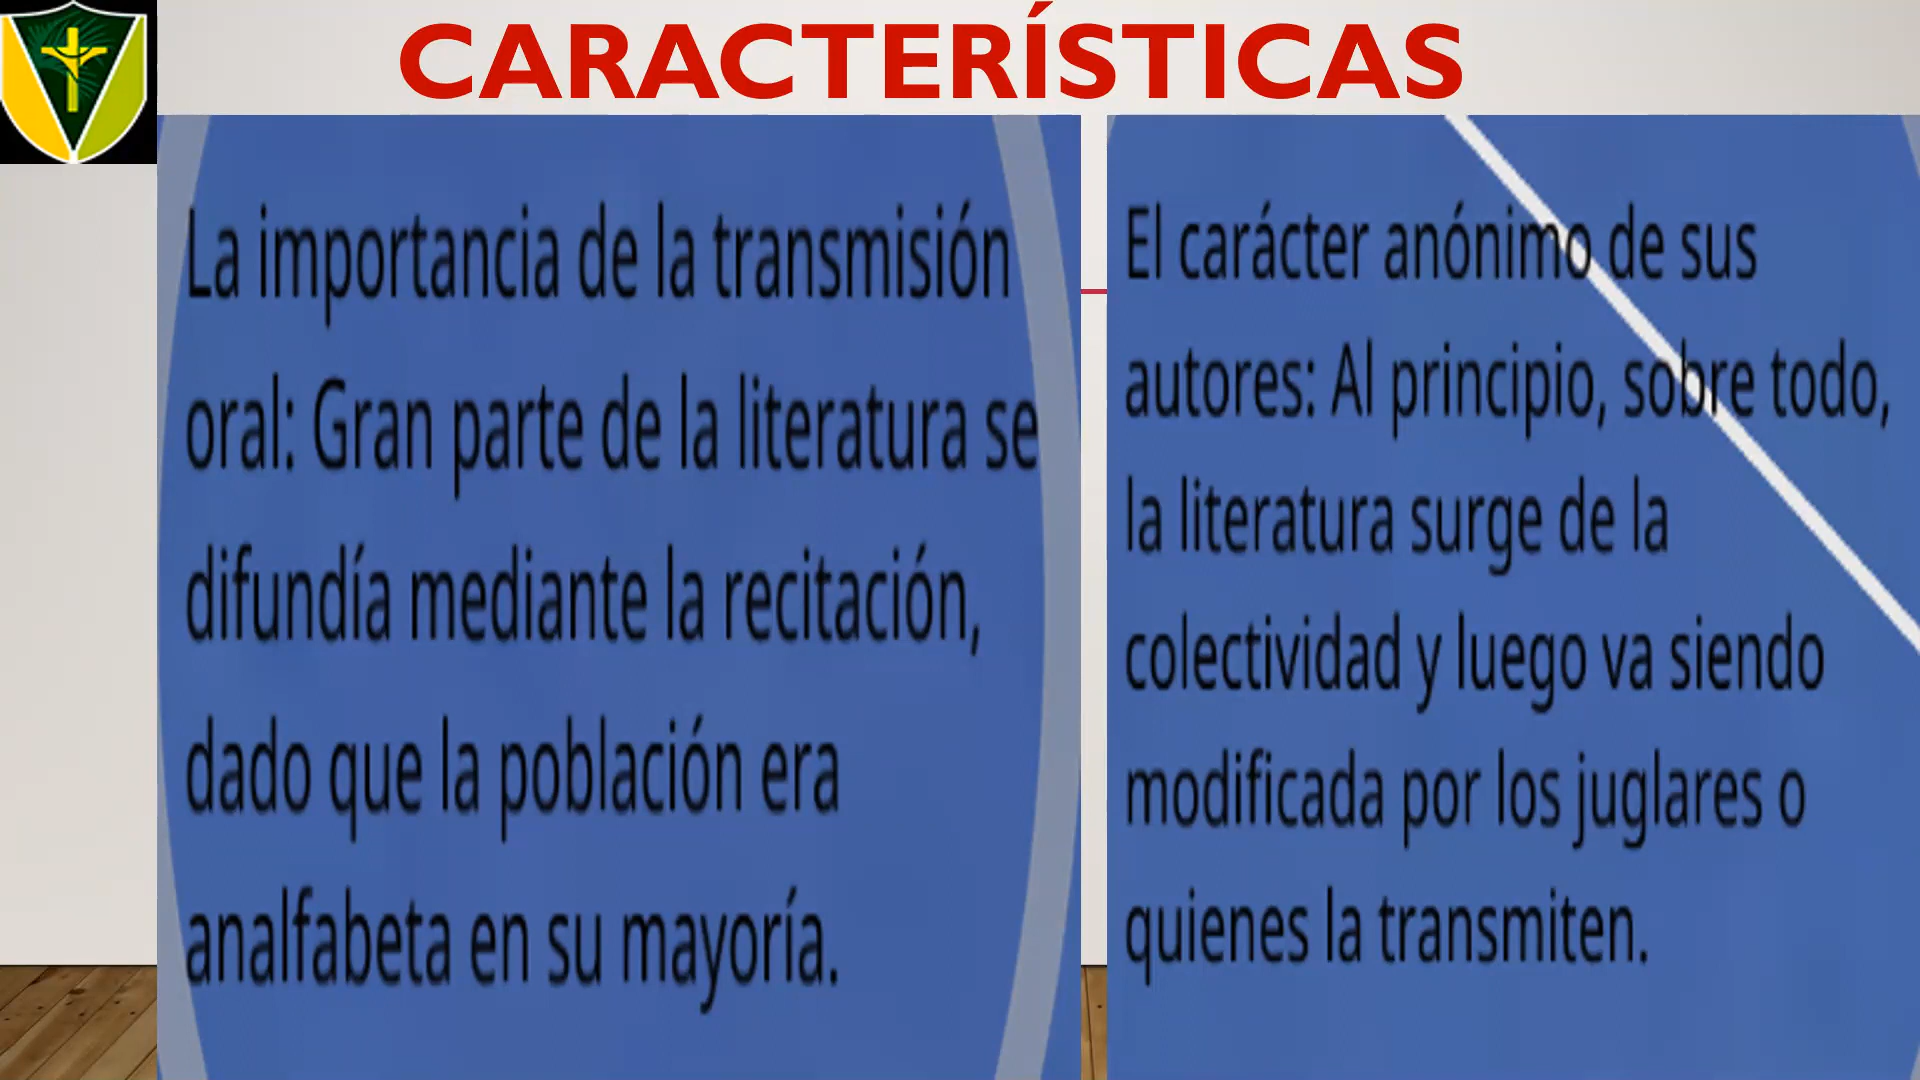 CARACTERÍSTICAS
La importancia de la transmisión
oral: Gran parte de la literatura se
difundía mediante la recitación,
dado que la población era
analfabeta en su mayoría.
El carácter anónimo de sus
autores: Al principio, sobre todo,
la literatura surge de la
colectividad y luego va siendo
modificada por los juglares o
quienes la transmiten.